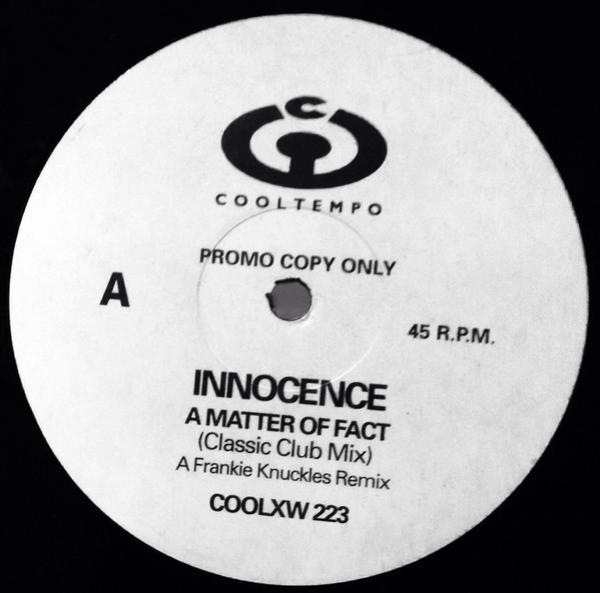 C
COOLTEMPO
PROMO COPY ONLY
A
45 R.P.M.
INNOCENCE
A MATTER OF FACT
(Classic Club Mix)
A Frankie Knuckles Remix
COOLXW 223